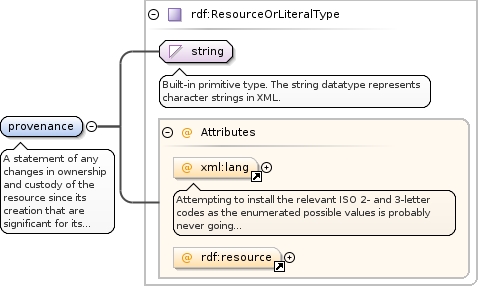 rdf:ResourceOrLiteralType
string
Built-in primitive type. The string datatype represents
character strings in XML.
provenance
A statement of any
changes in ownership
and custody of the
resource since its
creation that are
significant for its...
@ Attributes
@ xml:lang
Attempting to install the relevant ISO 2- and 3-letter
codes as the enumerated possible values is probably
never going...
@ rdf:resource